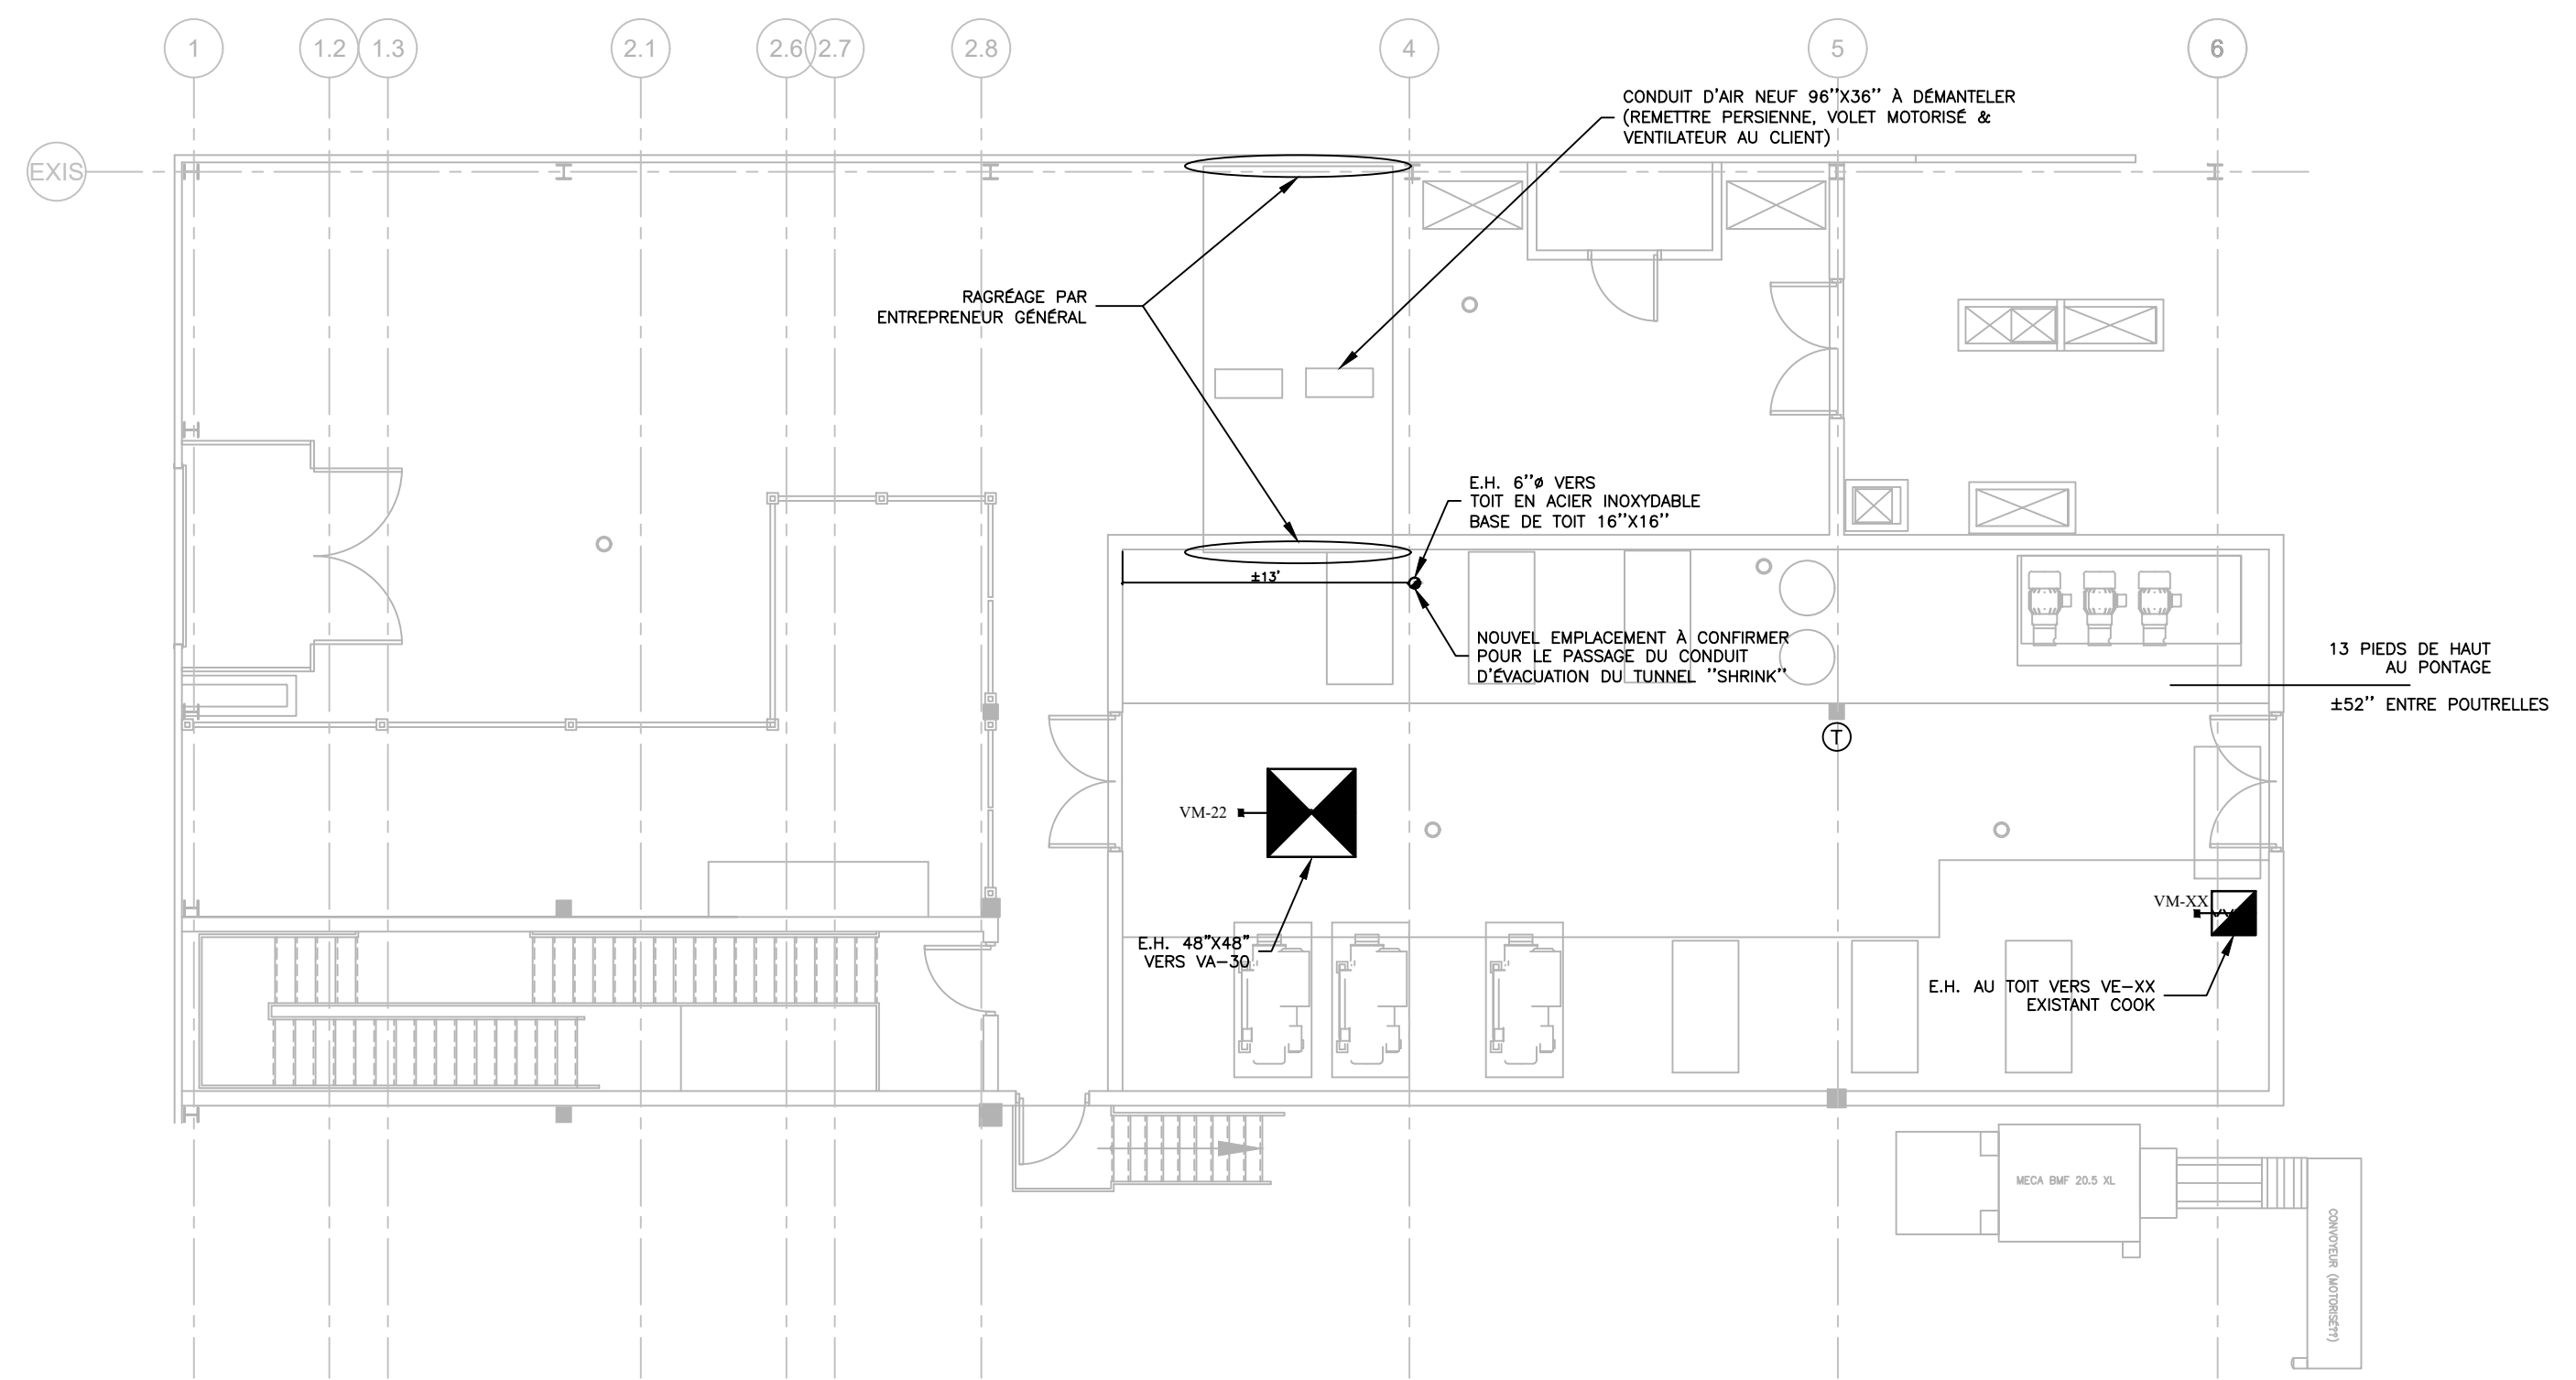 1
1.2
1.3
2.1
2.6
2.7
2.8
4
5
6
EXIS
CONDUIT D'AIR NEUF 96''X36'' À DÉMANTELER
(REMETTRE PERSIENNE, VOLET MOTORISÉ &
VENTILATEUR AU CLIENT)
RAGRÉAGE PAR
ENTREPRENEUR GÉNÉRAL
E.H. 6''ø VERS
TOIT EN ACIER INOXYDABLE
BASE DE TOIT 16''X16''
±13'
NOUVEL EMPLACEMENT À CONFIRMER
POUR LE PASSAGE DU CONDUIT
D'ÉVACUATION DU TUNNEL ''SHRINK''
13 PIEDS DE HAUT
AU PONTAGE
±52'' ENTRE POUTRELLES
T
VM-22
E.H. 48"X48"
VERS VA-30
VM-XX
E.H. AU TOIT VERS VE-XX
EXISTANT COOK
MECA BMF 20.5 XL
CONVOYEUR (MOTORISÉ??)